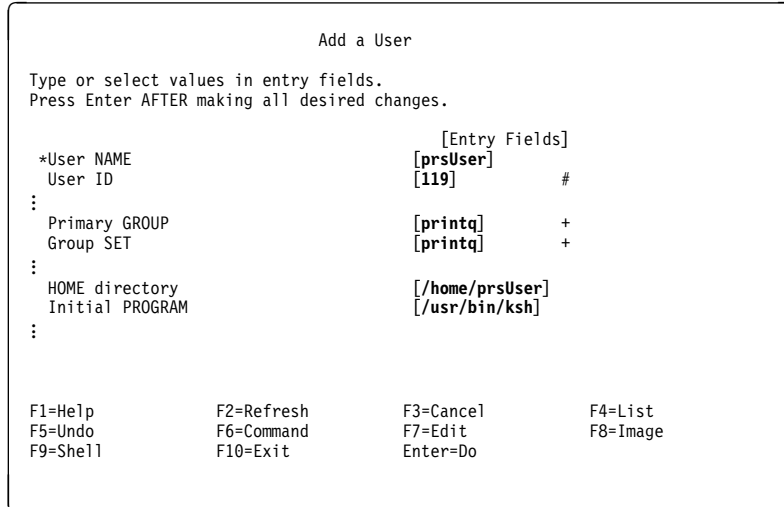 Add a User
Type or select values in entry fields.
Press Enter AFTER making all desired changes.
[Entry Fields]
*User NAME [prsUser]
User ID [119] #
⋮
Primary GROUP [printq] +
Group SET [printq] +
⋮
HOME directory [/home/prsUser]
Initial PROGRAM [/usr/bin/ksh]
⋮
F1=Help F2=Refresh F3=Cancel F4=List
F5=Undo F6=Command F7=Edit F8=Image
F9=Shell F10=Exit Enter=Do